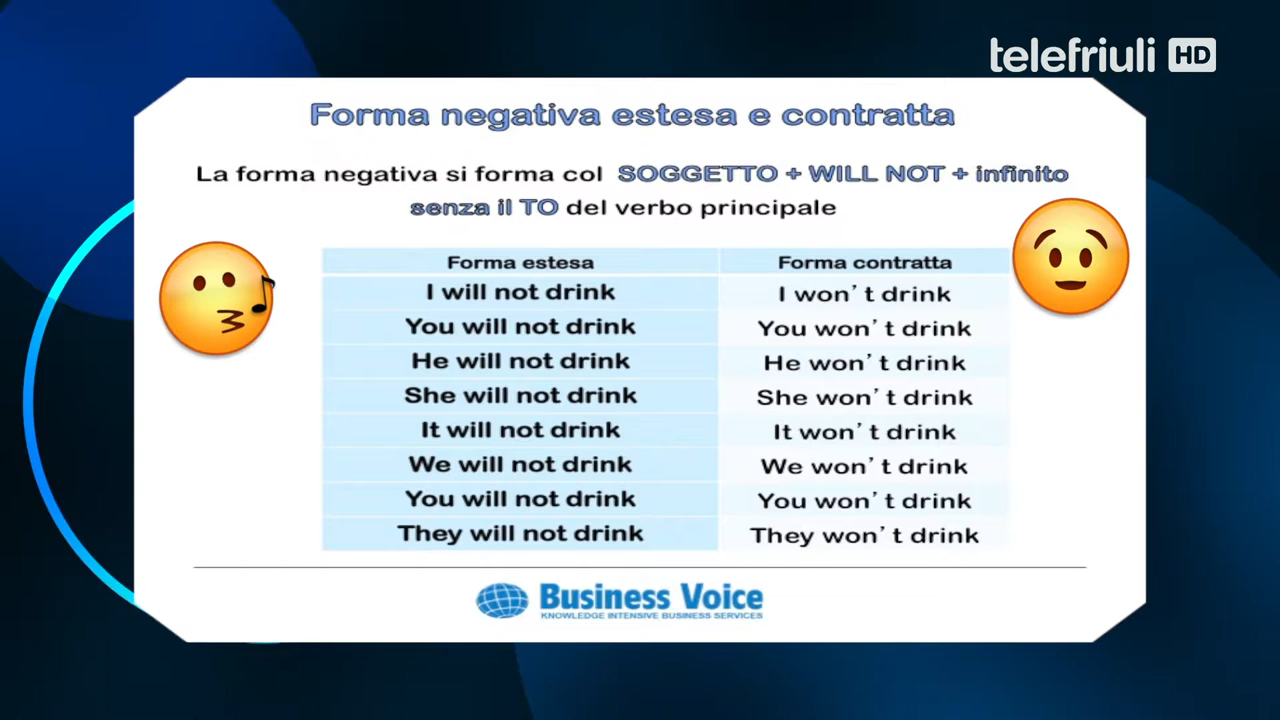 telefriuli HD
Forma negativa estesa e contratta
La forma negativa si forma col SOGGETTO + WILL NOT + infinito
senza il TO del verbo principale
Forma estesa Forma contratta
I will not drink I won't drink
You will not drink You won't drink
He will not drink He won't drink
She will not drink She won't drink
It will not drink It won't drink
We will not drink We won't drink
You will not drink You won't drink
They will not drink They won't drink
Business Voice
KNOWLEDGE INTENSIVE BUSINESS SERVICES